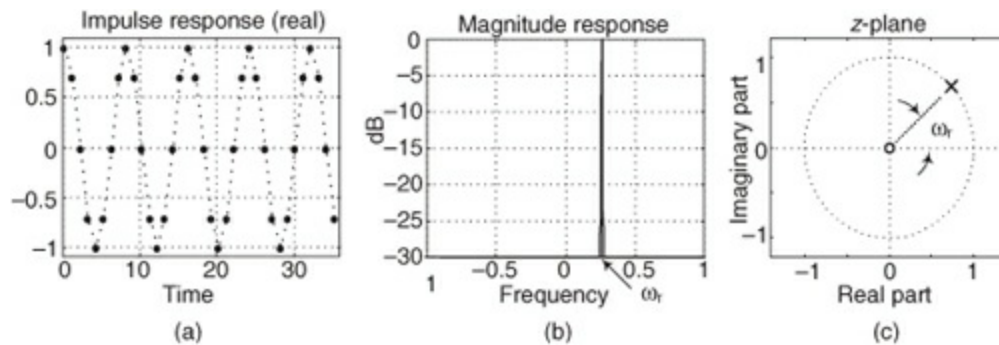 Impulse response (real)
1
0.5
0
−0.5
−1
0
10
20
30
Time
(a)
Magnitude response
0
−5
−10
−15
−20
−25
−30
dB
1
−0.5
0
0.5
1
Frequency
ωr
(b)
z-plane
1
0
−1
Imaginary part
ωr
−1
0
1
Real part
(c)